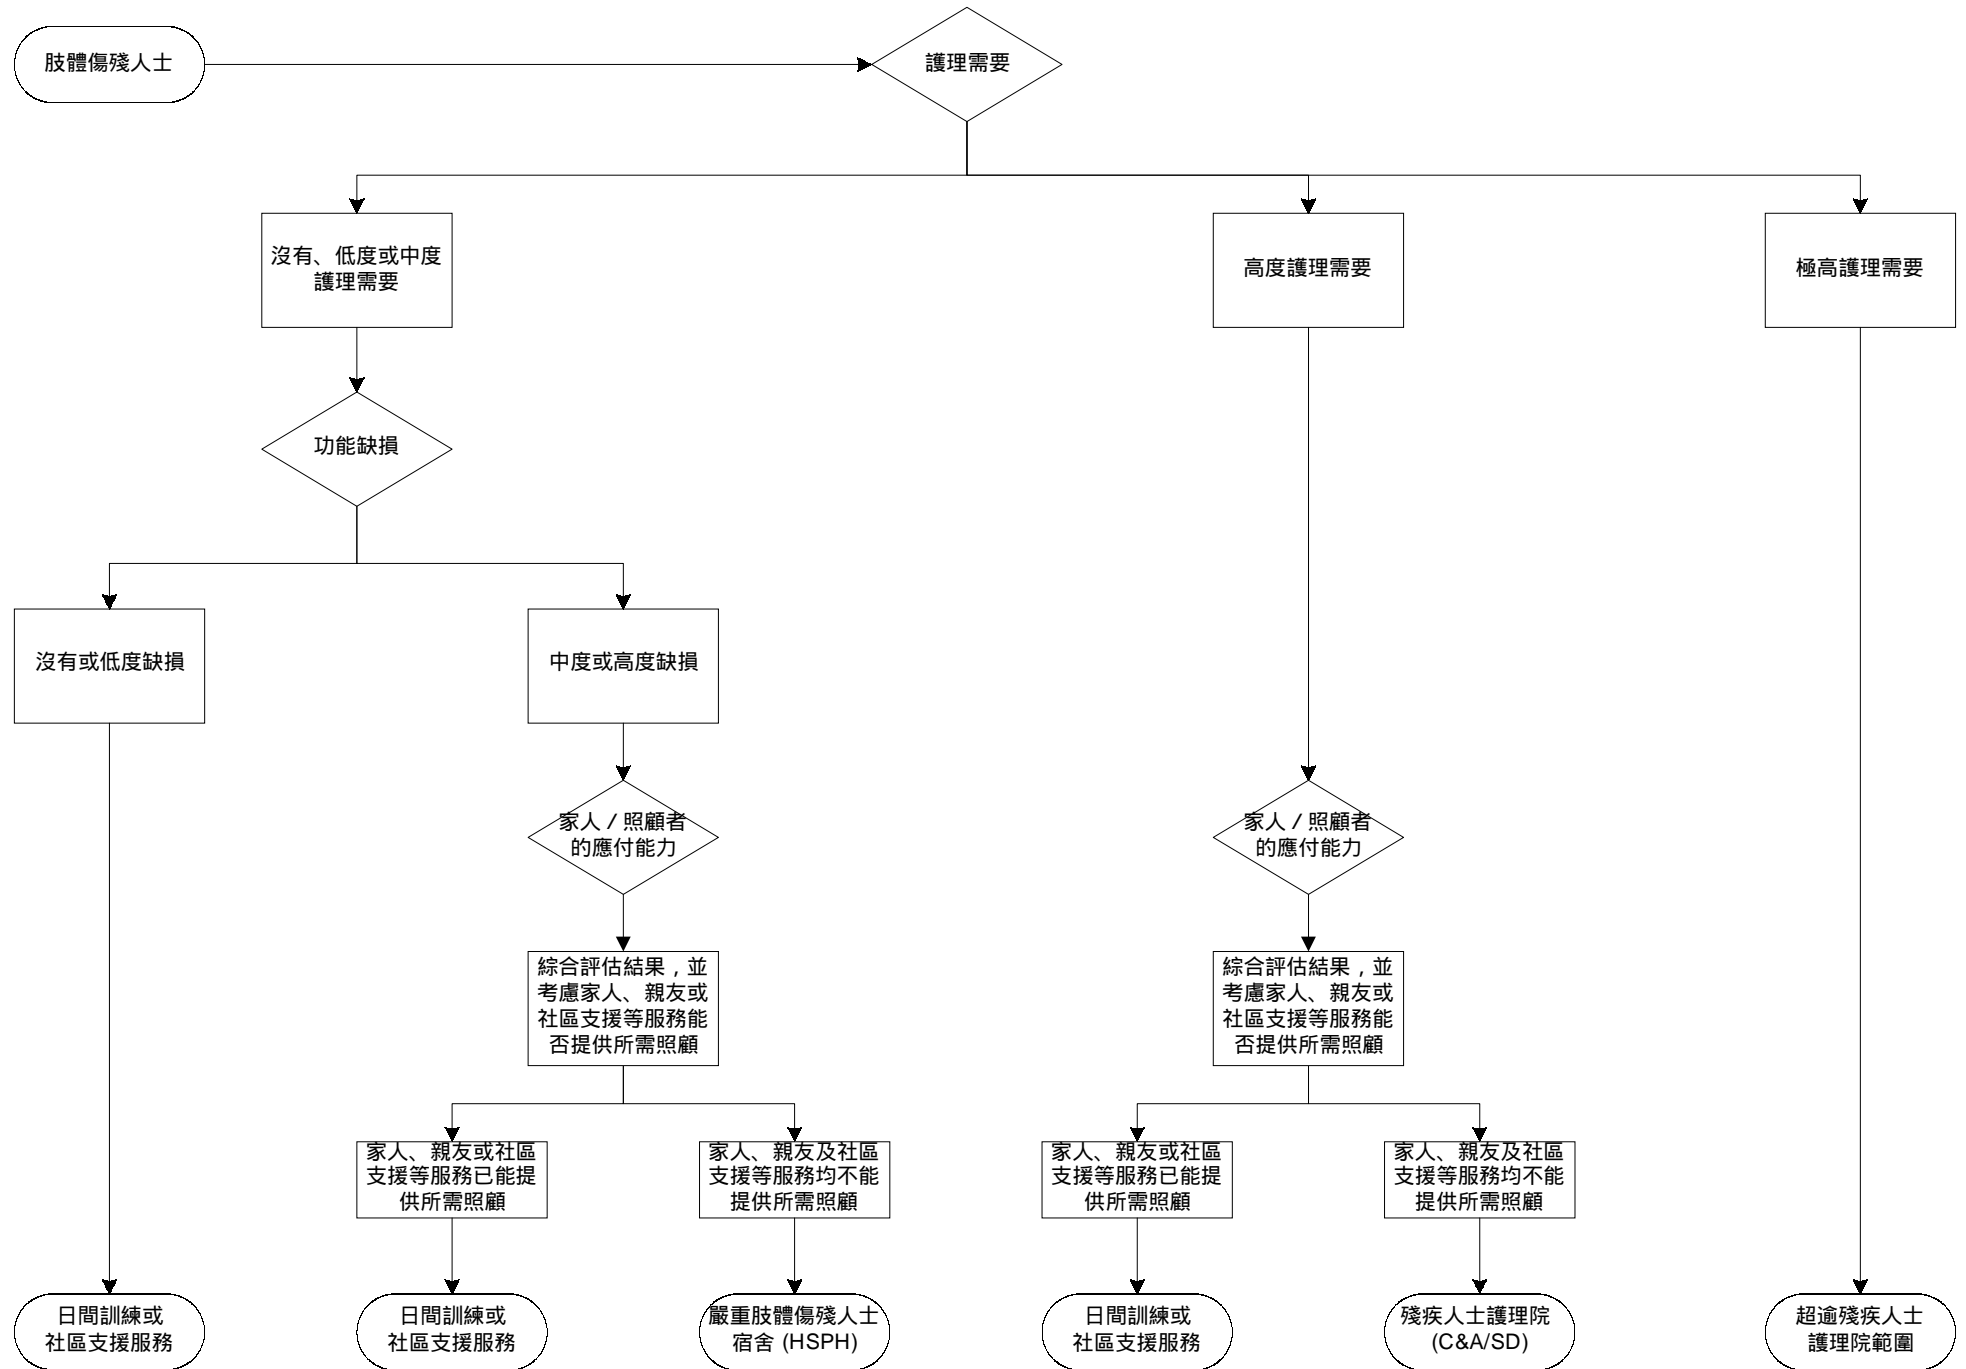 肢體傷殘人士
護理需要
沒有、低度或中度
護理需要
高度護理需要
極高護理需要
功能缺損
沒有或低度缺損
中度或高度缺損
家人 / 照顧者
的應付能力
家人 / 照顧者
的應付能力
綜合評估結果，並
考慮家人、親友或
社區支援等服務能
否提供所需照顧
綜合評估結果，並
考慮家人、親友或
社區支援等服務能
否提供所需照顧
家人、親友或社區
支援等服務已能提
供所需照顧
家人、親友及社區
支援等服務均不能
提供所需照顧
家人、親友或社區
支援等服務已能提
供所需照顧
家人、親友及社區
支援等服務均不能
提供所需照顧
日間訓練或
社區支援服務
日間訓練或
社區支援服務
嚴重肢體傷殘人士
宿舍 (HSPH)
日間訓練或
社區支援服務
殘疾人士護理院
(C&A/SD)
超逾殘疾人士
護理院範圍